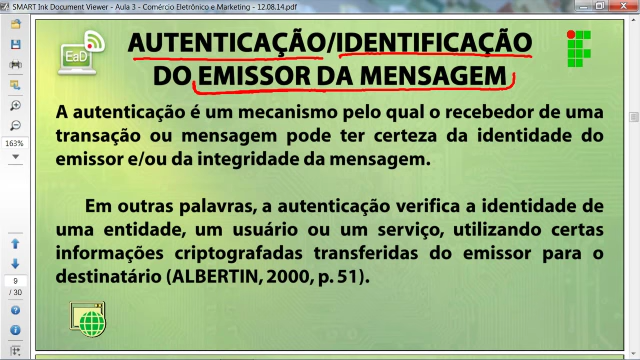 SMART Ink Document Viewer - Aula 3 - Comércio Eletrônico e Marketing - 12.08.14.pdf
EaD
AUTENTICAÇÃO/IDENTIFICAÇÃO
DO EMISSOR DA MENSAGEM
A autenticação é um mecanismo pelo qual o recebedor de uma
transação ou mensagem pode ter certeza da identidade do
emissor e/ou da integridade da mensagem.
Em outras palavras, a autenticação verifica a identidade de
uma entidade, um usuário ou um serviço, utilizando certas
informações criptografadas transferidas do emissor para o
destinatário (ALBERTIN, 2000, p. 51).
163%
9
/ 30